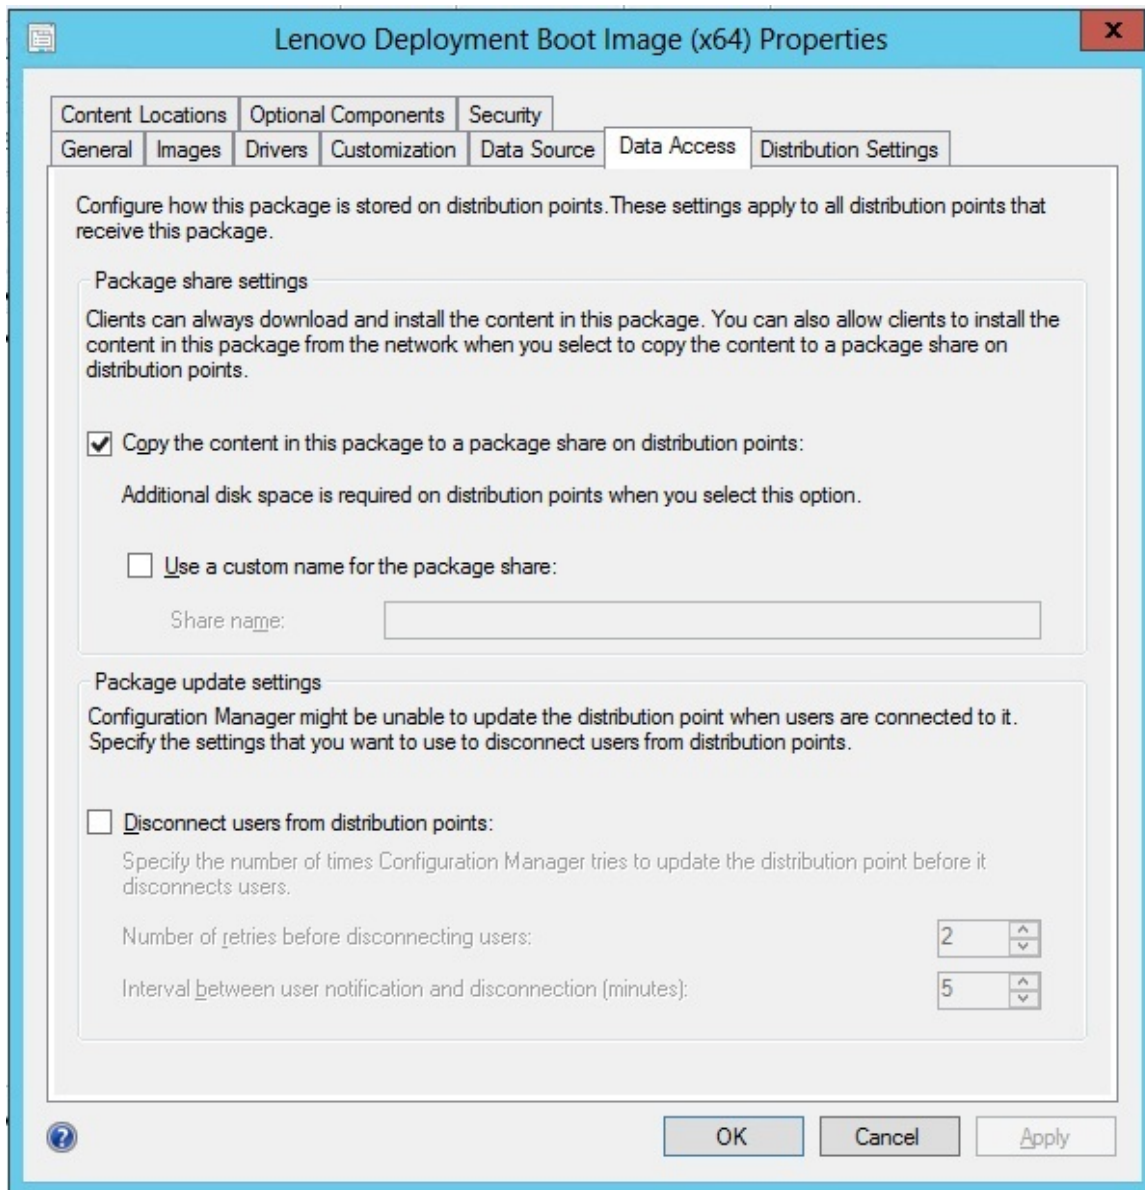 Lenovo Deployment Boot Image (x64) Properties
x
Content Locations Optional Components Security
General Images Drivers Customization Data Source Data Access Distribution Settings
Configure how this package is stored on distribution points.These settings apply to all distribution points that
receive this package.
Package share settings
Clients can always download and install the content in this package. You can also allow clients to install the
content in this package from the network when you select to copy the content to a package share on
distribution points.
Copy the content in this package to a package share on distribution points:
Additional disk space is required on distribution points when you select this option.
Use a custom name for the package share:
Share name:
Package update settings
Configuration Manager might be unable to update the distribution point when users are connected to it.
Specify the settings that you want to use to disconnect users from distribution points.
Disconnect users from distribution points:
Specify the number of times Configuration Manager tries to update the distribution point before it
disconnects users.
Number of retries before disconnecting users: 2
Interval between user notification and disconnection (minutes): 5
? OK Cancel Apply